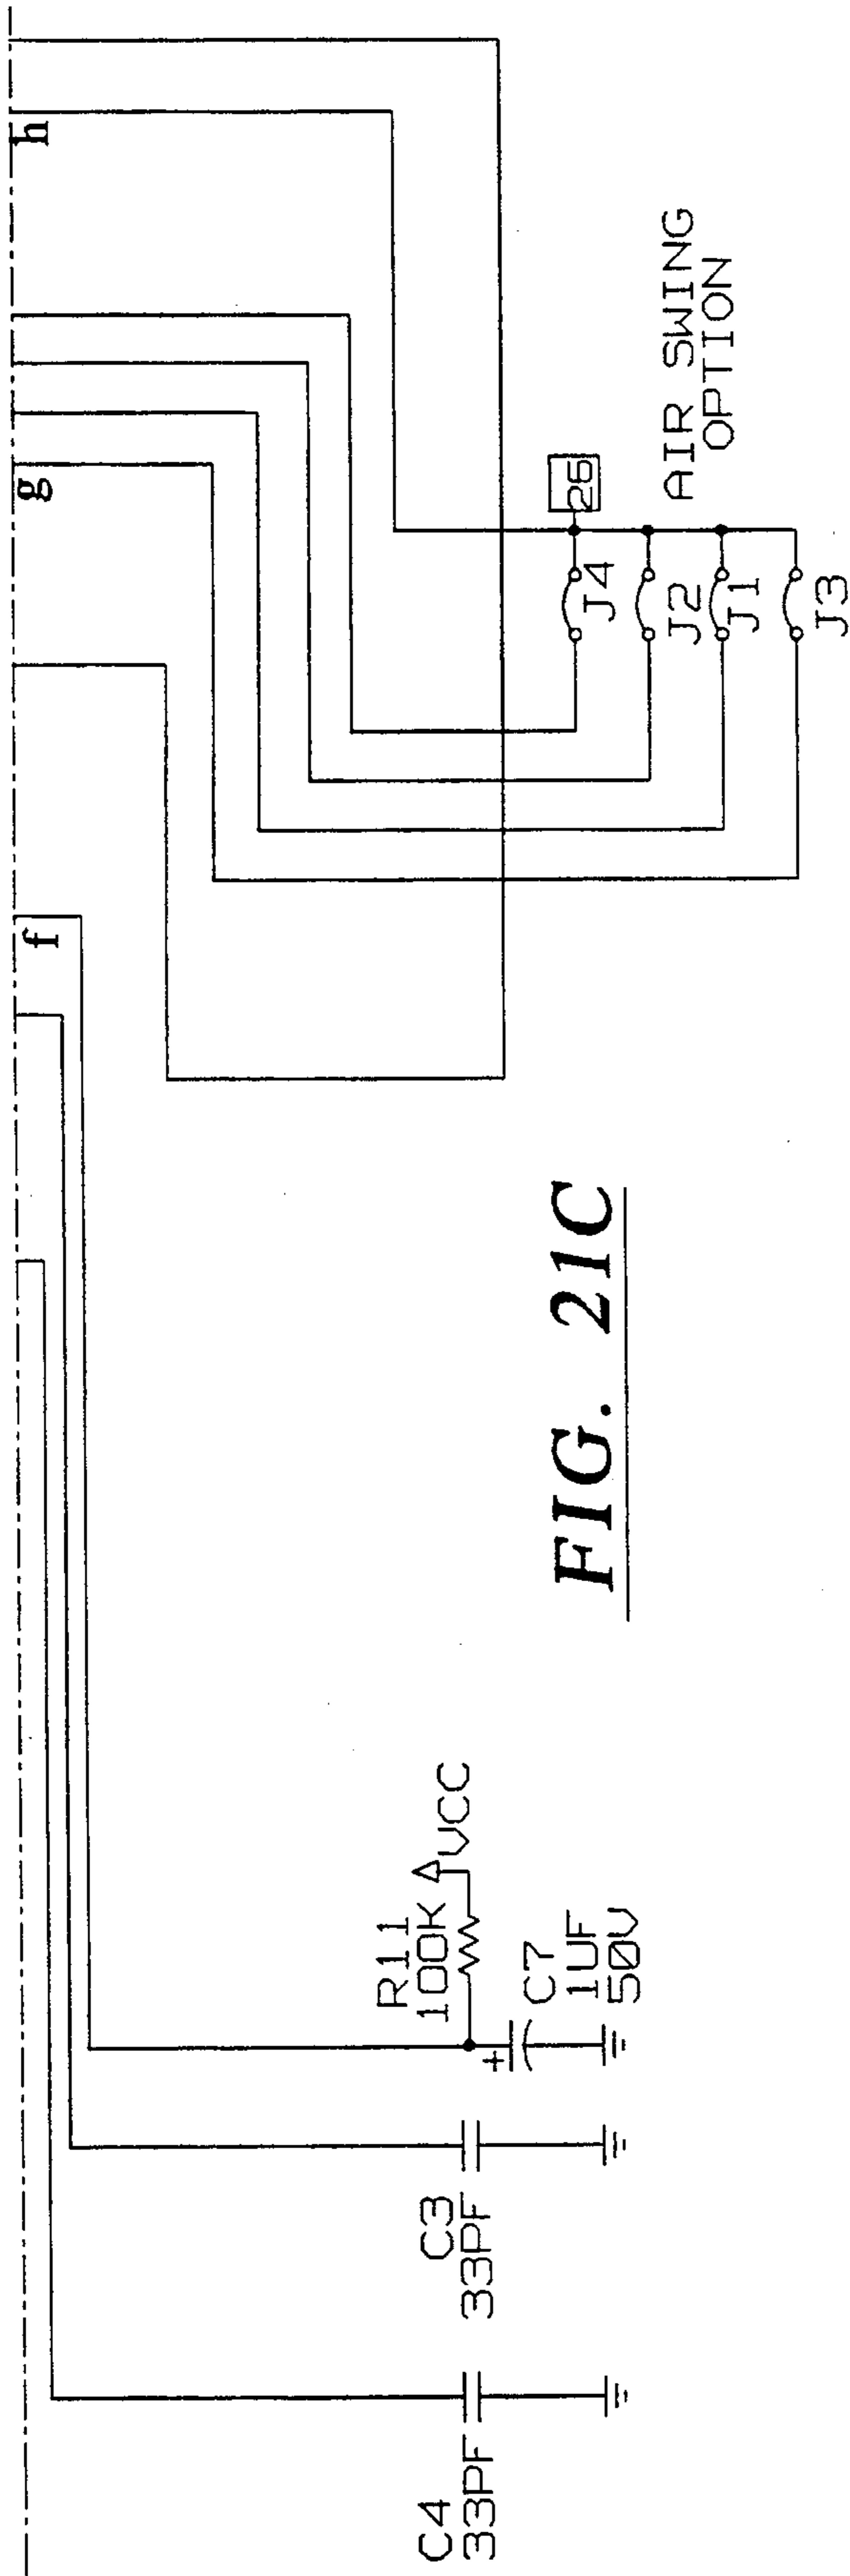 f
g
h
C4
33PF
C3
33PF
R11
100K
VCC
C7
1UF
50V
+
FIG. 21C
26
J4
J2
J1
J3
AIR SWING
OPTION